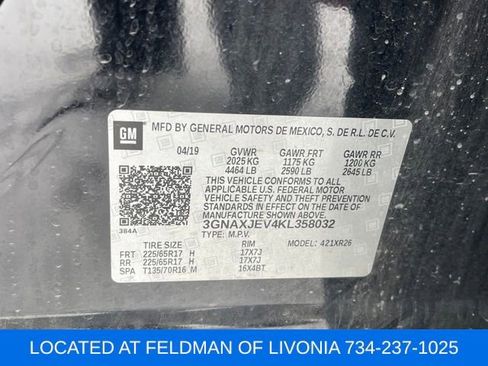 GM
MFD BY GENERAL MOTORS DE MEXICO, S. DE R.L. DE C.V.
04/19 GVWR GAWR FRT GAWR RR
2025 KG 1175 KG 1200 KG
4464 LB 2590 LB 2645 LB
THIS VEHICLE CONFORMS TO ALL APPLICABLE
U.S. FEDERAL MOTOR VEHICLE SAFETY, BUMPER,
AND THEFT PREVENTION STANDARDS IN EFFECT ON
THE DATE OF MANUFACTURE SHOWN ABOVE.
3GNAXJEV4KL358032
384A TYPE: M.P.V. MODEL: 421XR26
TIRE SIZE RIM
FRT 225/65R17 H 17X7J
RR 225/65R17 H 17X7J
SPA T135/70R16 M 16X4BT
LOCATED AT FELDMAN OF LIVONIA 734-237-1025